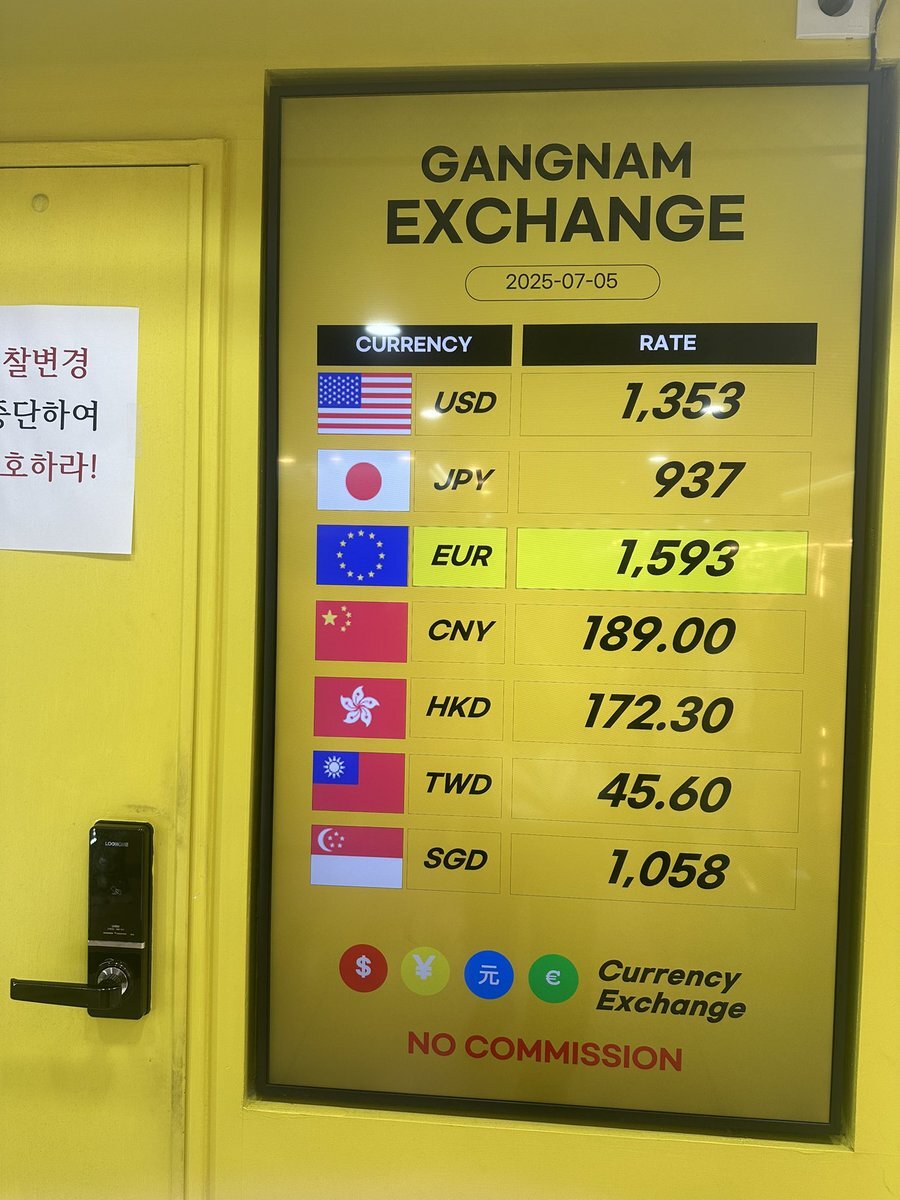 GANGNAM
EXCHANGE
2025-07-05
CURRENCY RATE
USD 1,353
JPY 937
EUR 1,593
CNY 189.00
HKD 172.30
TWD 45.60
SGD 1,058
$ ¥ 元 € Currency
Exchange
NO COMMISSION
찰변경
중단하여
호하라!